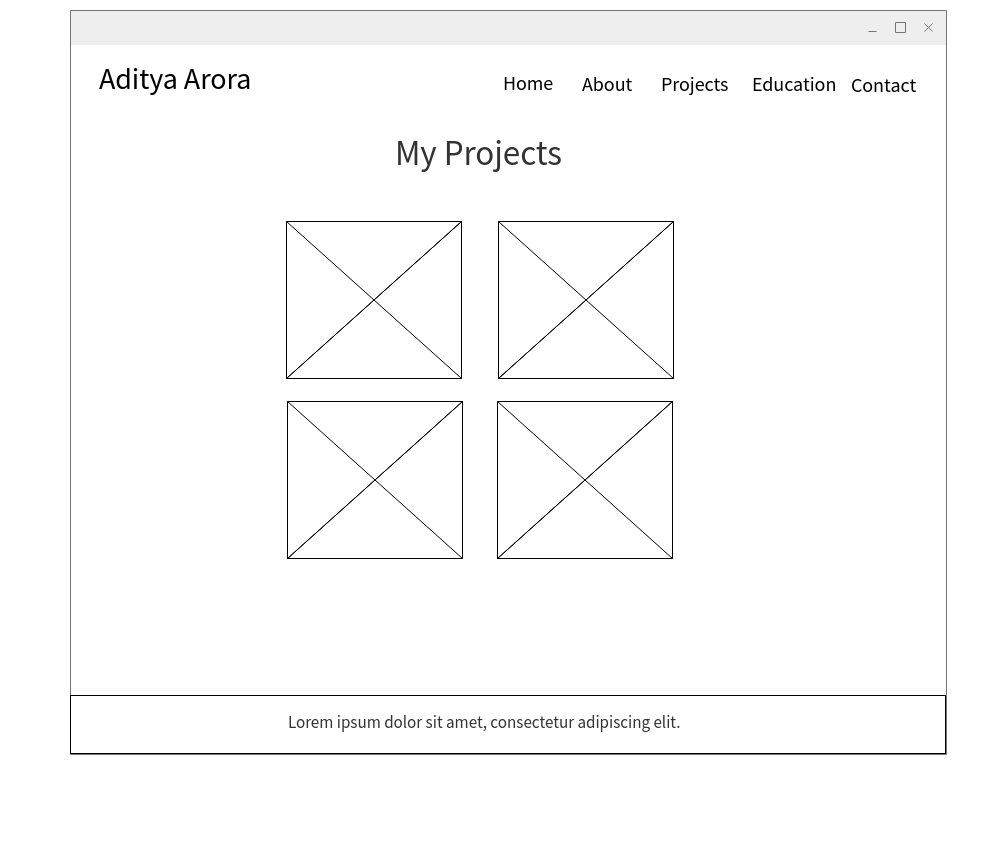 Aditya Arora
Home About Projects Education Contact
My Projects
Lorem ipsum dolor sit amet, consectetur adipiscing elit.